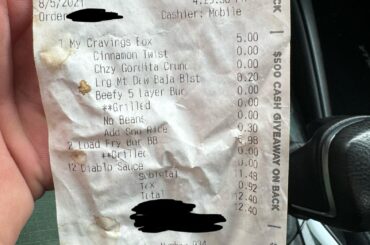 8/5/2021
Order
Cashier: Mobile
1 My Cravings Box 5.00
Cinnamon Twist 0.00
Chzy Gordita Crunc 0.00
Lrg Mt Dew Baja Blst 0.20
Beefy 5 layer Bur 0.00
**Grilled 0.00
No Beans 0.00
Add Snd Rice 0.30
2 Load Fry Bur BB 5.98
**Grilled 0.00
12 Diablo Sauce 0.00
Subtotal 11.48
Tax 0.92
Total 12.40
12.40
BACK | $500 CASH GIVEAWAY ON BACK |